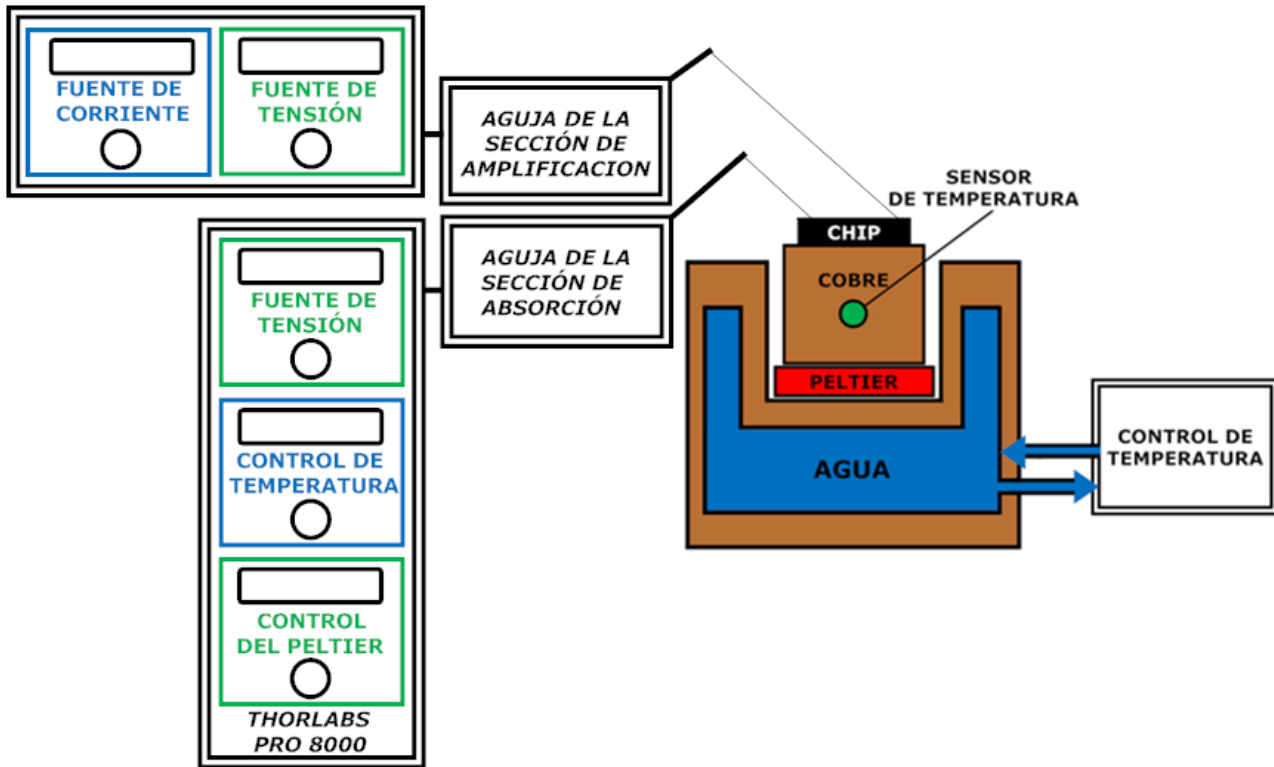 FUENTE DE
CORRIENTE
FUENTE DE
TENSIÓN
AGUJA DE LA
SECCIÓN DE
AMPLIFICACION
SENSOR
DE TEMPERATURA
CHIP
COBRE
PELTIER
AGUA
CONTROL DE
TEMPERATURA
AGUJA DE LA
SECCIÓN DE
ABSORCIÓN
FUENTE DE
TENSIÓN
CONTROL DE
TEMPERATURA
CONTROL
DEL PELTIER
THORLABS
PRO 8000